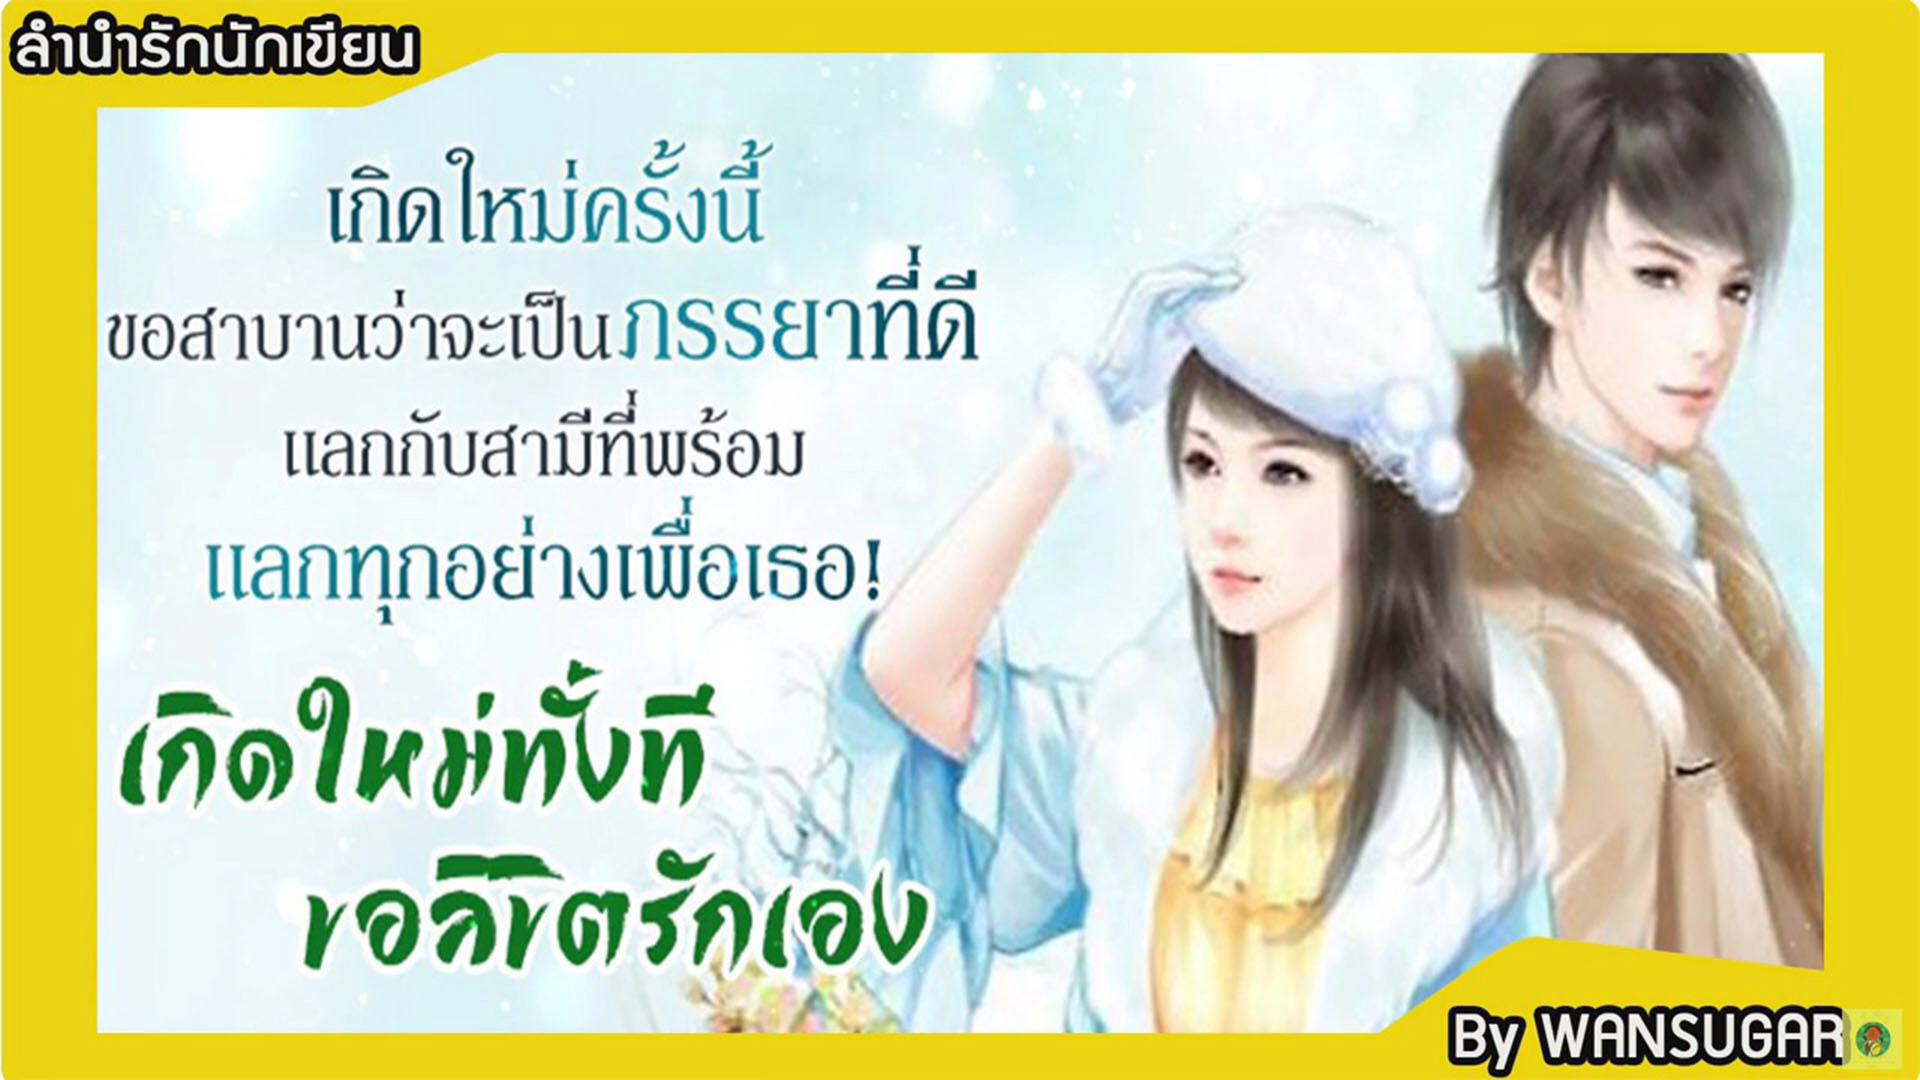 ลำนำรักนักเขียน
เกิดใหม่ครั้งนี้
ขอสาบานว่าจะเป็นภรรยาที่ดี
แลกกับสามีที่พร้อม
แลกทุกอย่างเพื่อเธอ!
เกิดใหม่ทั้งที
ขอลิขิตรักเอง
By WANSUGAR